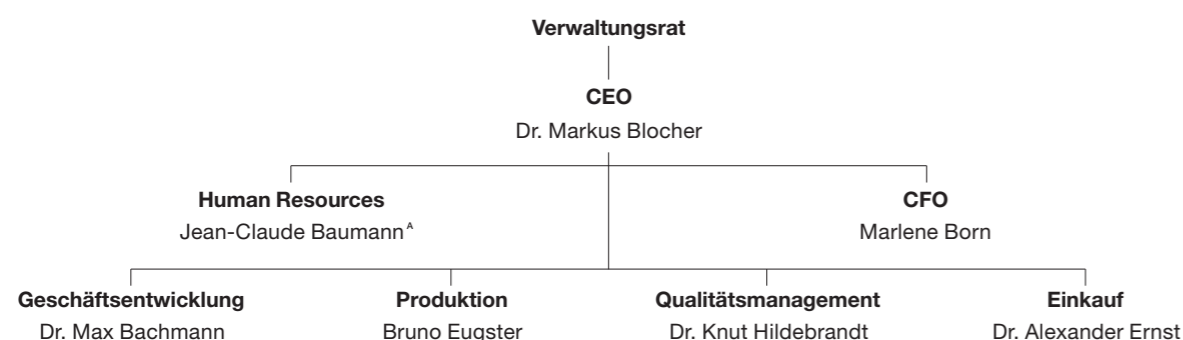 Verwaltungsrat
CEO
Dr. Markus Blocher
Human Resources
Jean-Claude Baumann ᴬ
CFO
Marlene Born
Geschäftsentwicklung
Dr. Max Bachmann
Produktion
Bruno Eugster
Qualitätsmanagement
Dr. Knut Hildebrandt
Einkauf
Dr. Alexander Ernst